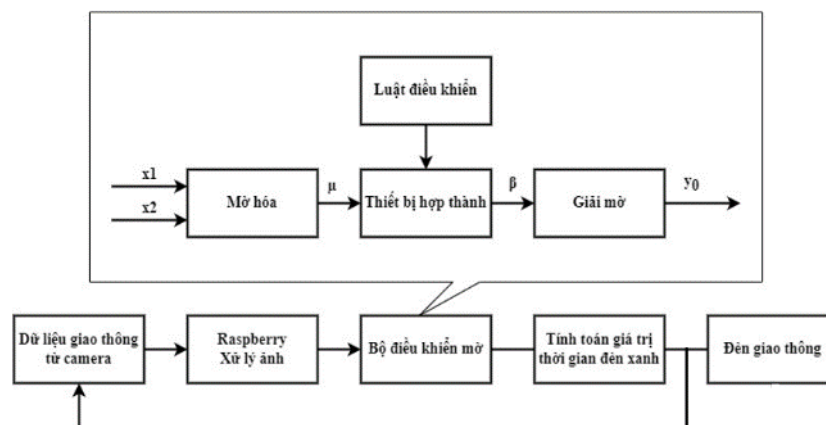 Luật điều khiển
x1
x2
Mờ hóa
μ
Thiết bị hợp thành
β
Giải mờ
y0
Dữ liệu giao thông
từ camera
Raspberry
Xử lý ảnh
Bộ điều khiển mờ
Tính toán giá trị
thời gian đèn xanh
Đèn giao thông